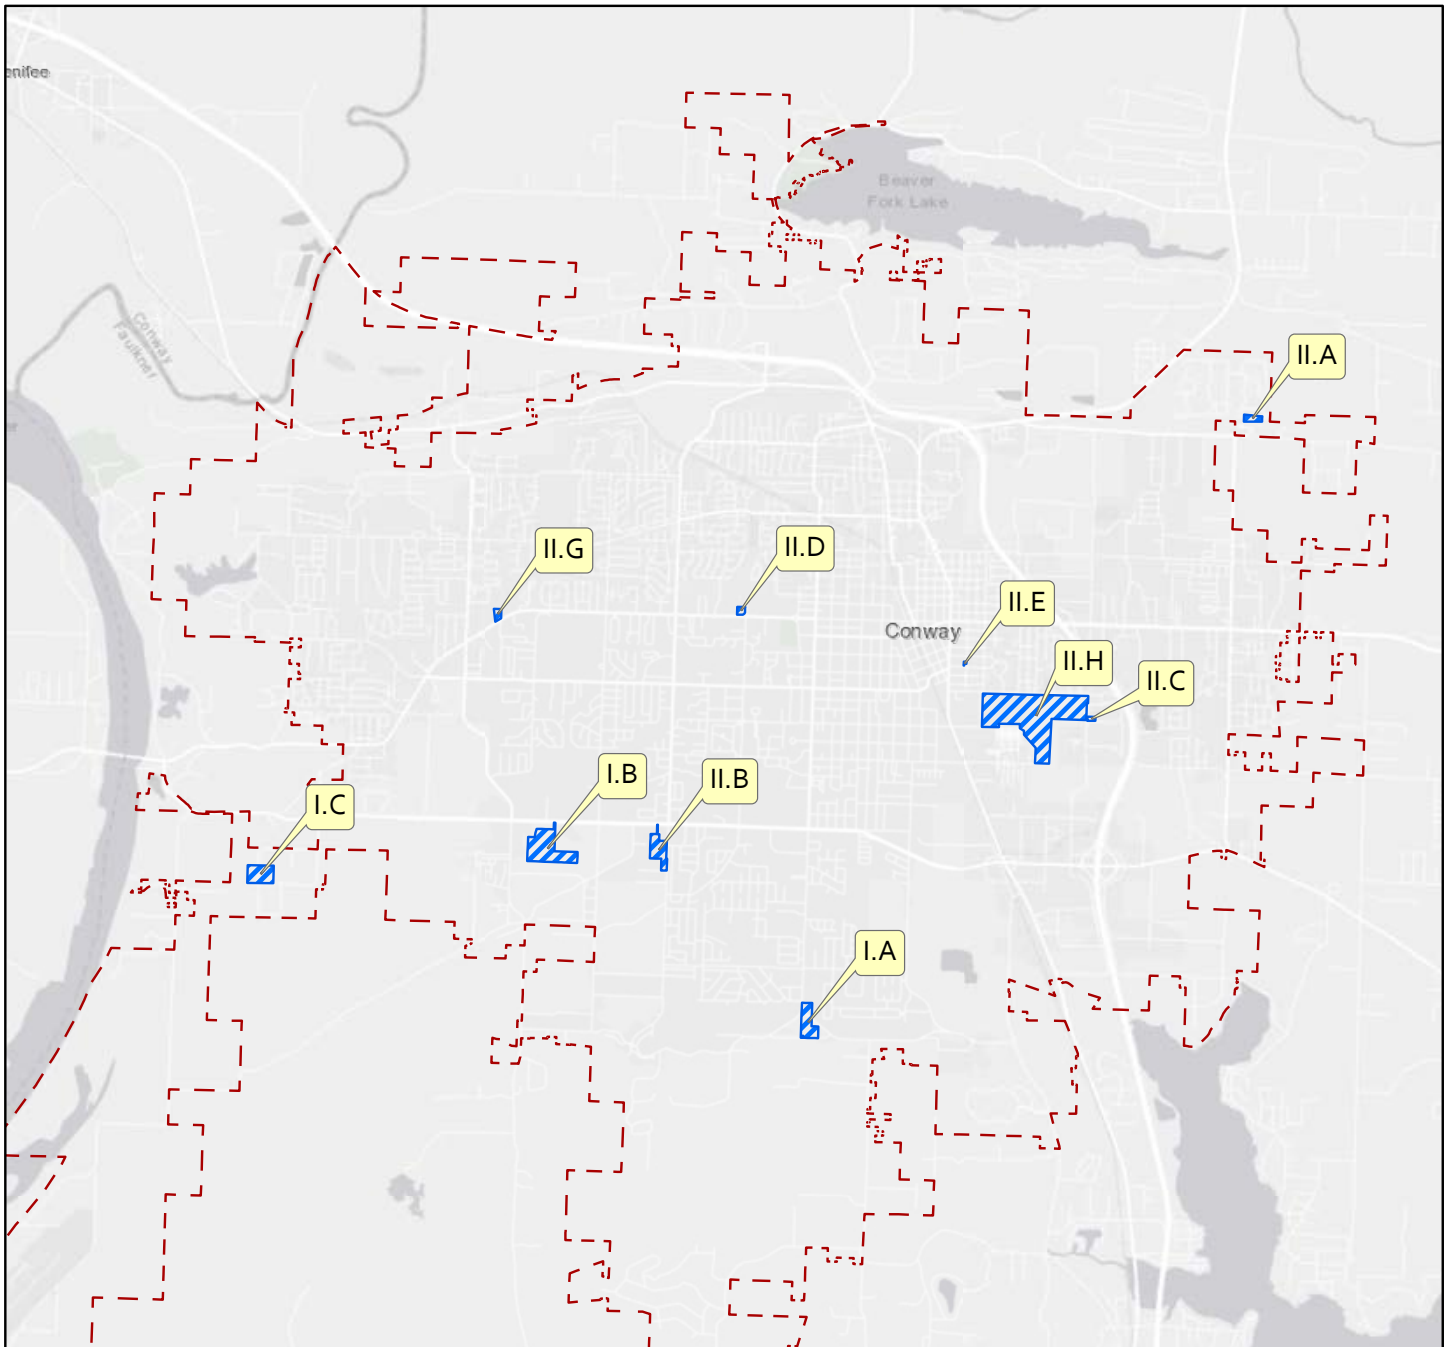 enifee
Beaver
Fork Lake
Conway
Faulkner
II.A
II.G
II.D
II.E
Conway
II.H
II.C
I.B
II.B
I.C
I.A